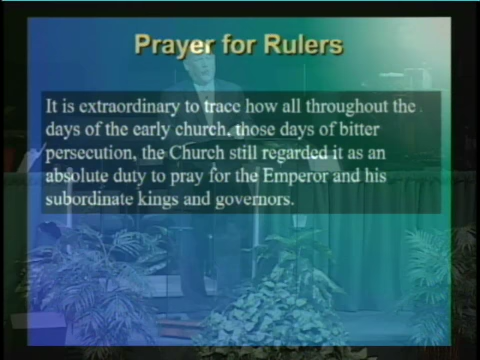 Prayer for Rulers
It is extraordinary to trace how all throughout the
days of the early church, those days of bitter
persecution, the Church still regarded it as an
absolute duty to pray for the Emperor and his
subordinate kings and governors.